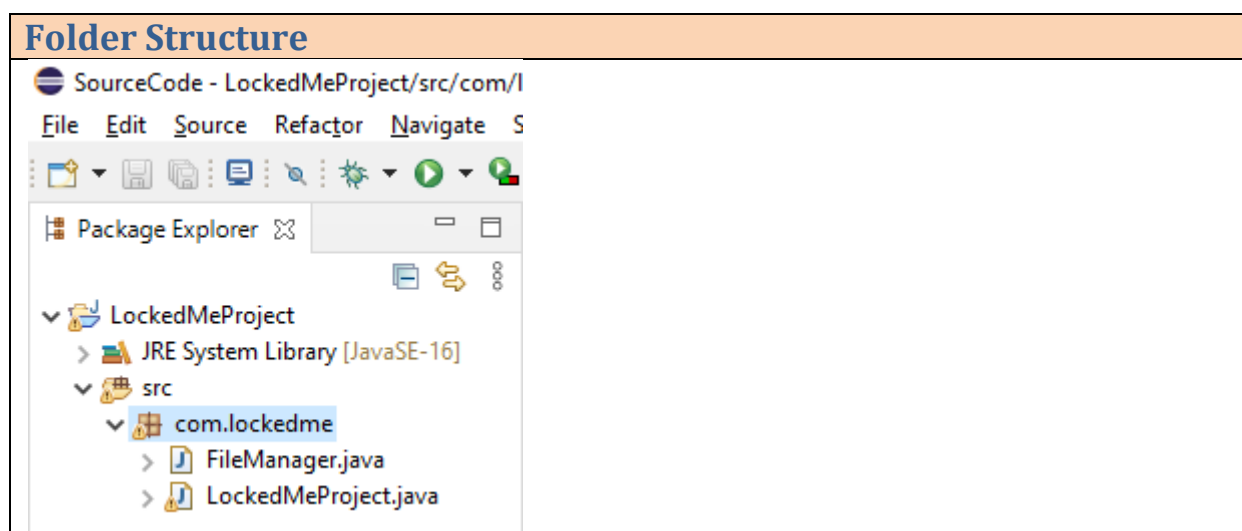 Folder Structure
SourceCode - LockedMeProject/src/com/l
File Edit Source Refactor Navigate S
Package Explorer
LockedMeProject
JRE System Library [JavaSE-16]
src
com.lockedme
FileManager.java
LockedMeProject.java